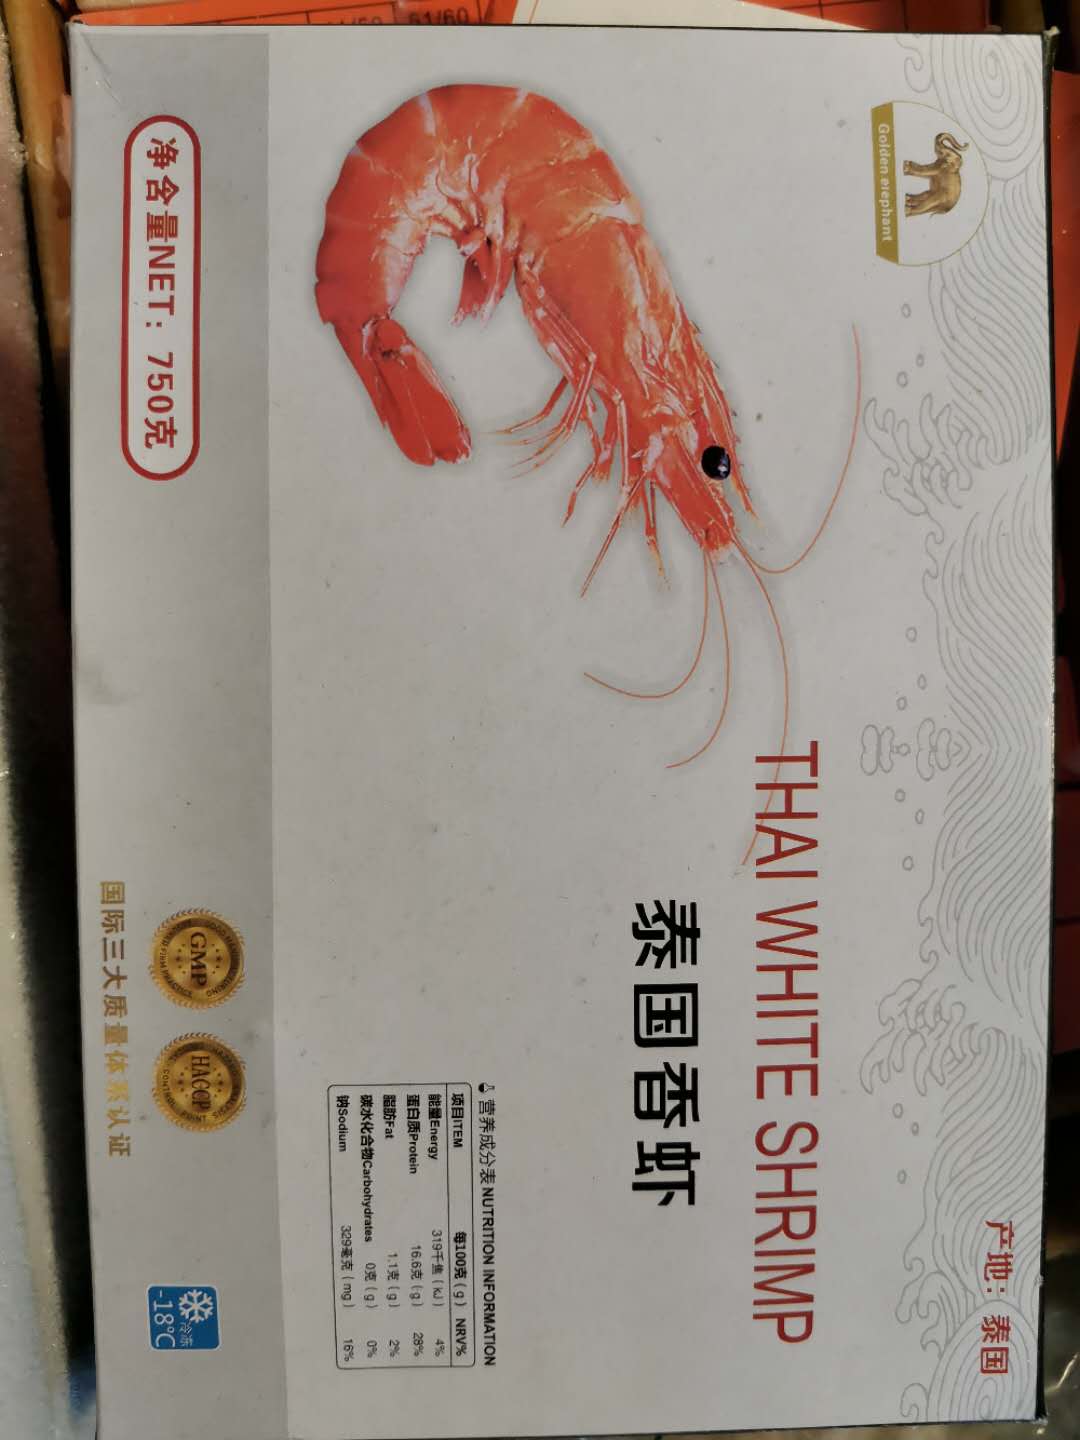 61/60
Golden elephant
产地：泰国
THAI WHITE SHRIMP
泰国香虾
营养成分表 NUTRITION INFORMATION
项目ITEM 每100克（g） NRV%
能量Energy 319千焦（kJ） 4%
蛋白质Protein 16.6克（g） 28%
脂肪Fat 1.1克（g） 2%
碳水化合物Carbohydrates 0克（g） 0%
钠Sodium 329毫克（mg） 16%
净含量NET：750克
GMP
HACCP
国际三大质量体系认证
冷冻
-18℃